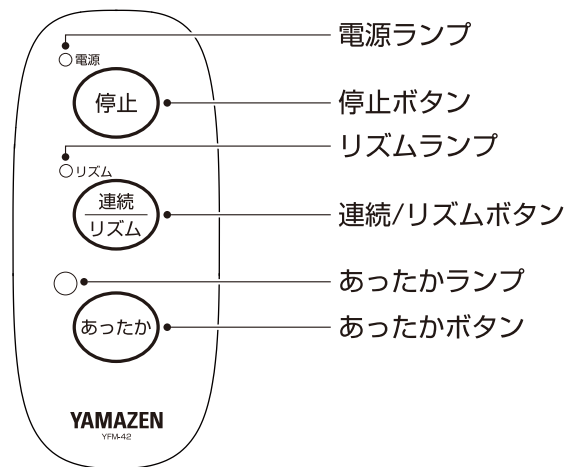 電源ランプ
電源
停止
停止ボタン
リズムランプ
リズム
連続
リズム
連続/リズムボタン
あったかランプ
あったか
あったかボタン
YAMAZEN
YFM-42